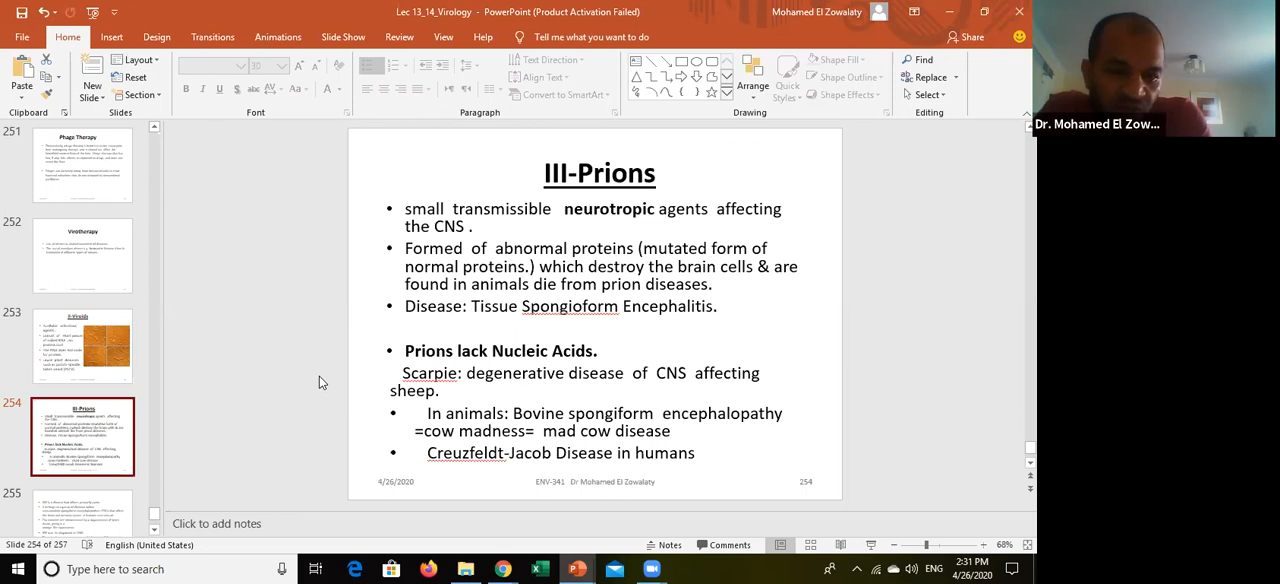 Lec 13_14_Virology - PowerPoint (Product Activation Failed)
Mohamed El Zowalaty
File Home Insert Design Transitions Animations Slide Show Review View Help Tell me what you want to do Share
Paste
New Slide
Layout
Reset
Section
30
B I U S abc AV Aa A
Text Direction
Align Text
Convert to SmartArt
Arrange
Quick Styles
Shape Fill
Shape Outline
Shape Effects
Find
Replace
Select
Clipboard Slides Font Paragraph Drawing Editing
Dr. Mohamed El Zow...
251
Phage Therapy
252
Virotherapy
253
II-Viroids
254
III-Prions
255
III-Prions
• small transmissible neurotropic agents affecting
the CNS .
• Formed of abnormal proteins (mutated form of
normal proteins.) which destroy the brain cells & are
found in animals die from prion diseases.
• Disease: Tissue Spongioform Encephalitis.
• Prions lack Nucleic Acids.
Scarpie: degenerative disease of CNS affecting
sheep.
• In animals: Bovine spongiform encephalopathy
=cow madness= mad cow disease
• Creuzfeldt-Jacob Disease in humans
4/26/2020 ENV-341 Dr Mohamed El Zowalaty 254
Click to add notes
Slide 254 of 257 English (United States) Notes Comments 68%
Type here to search
ENG
2:31 PM
4/26/2020